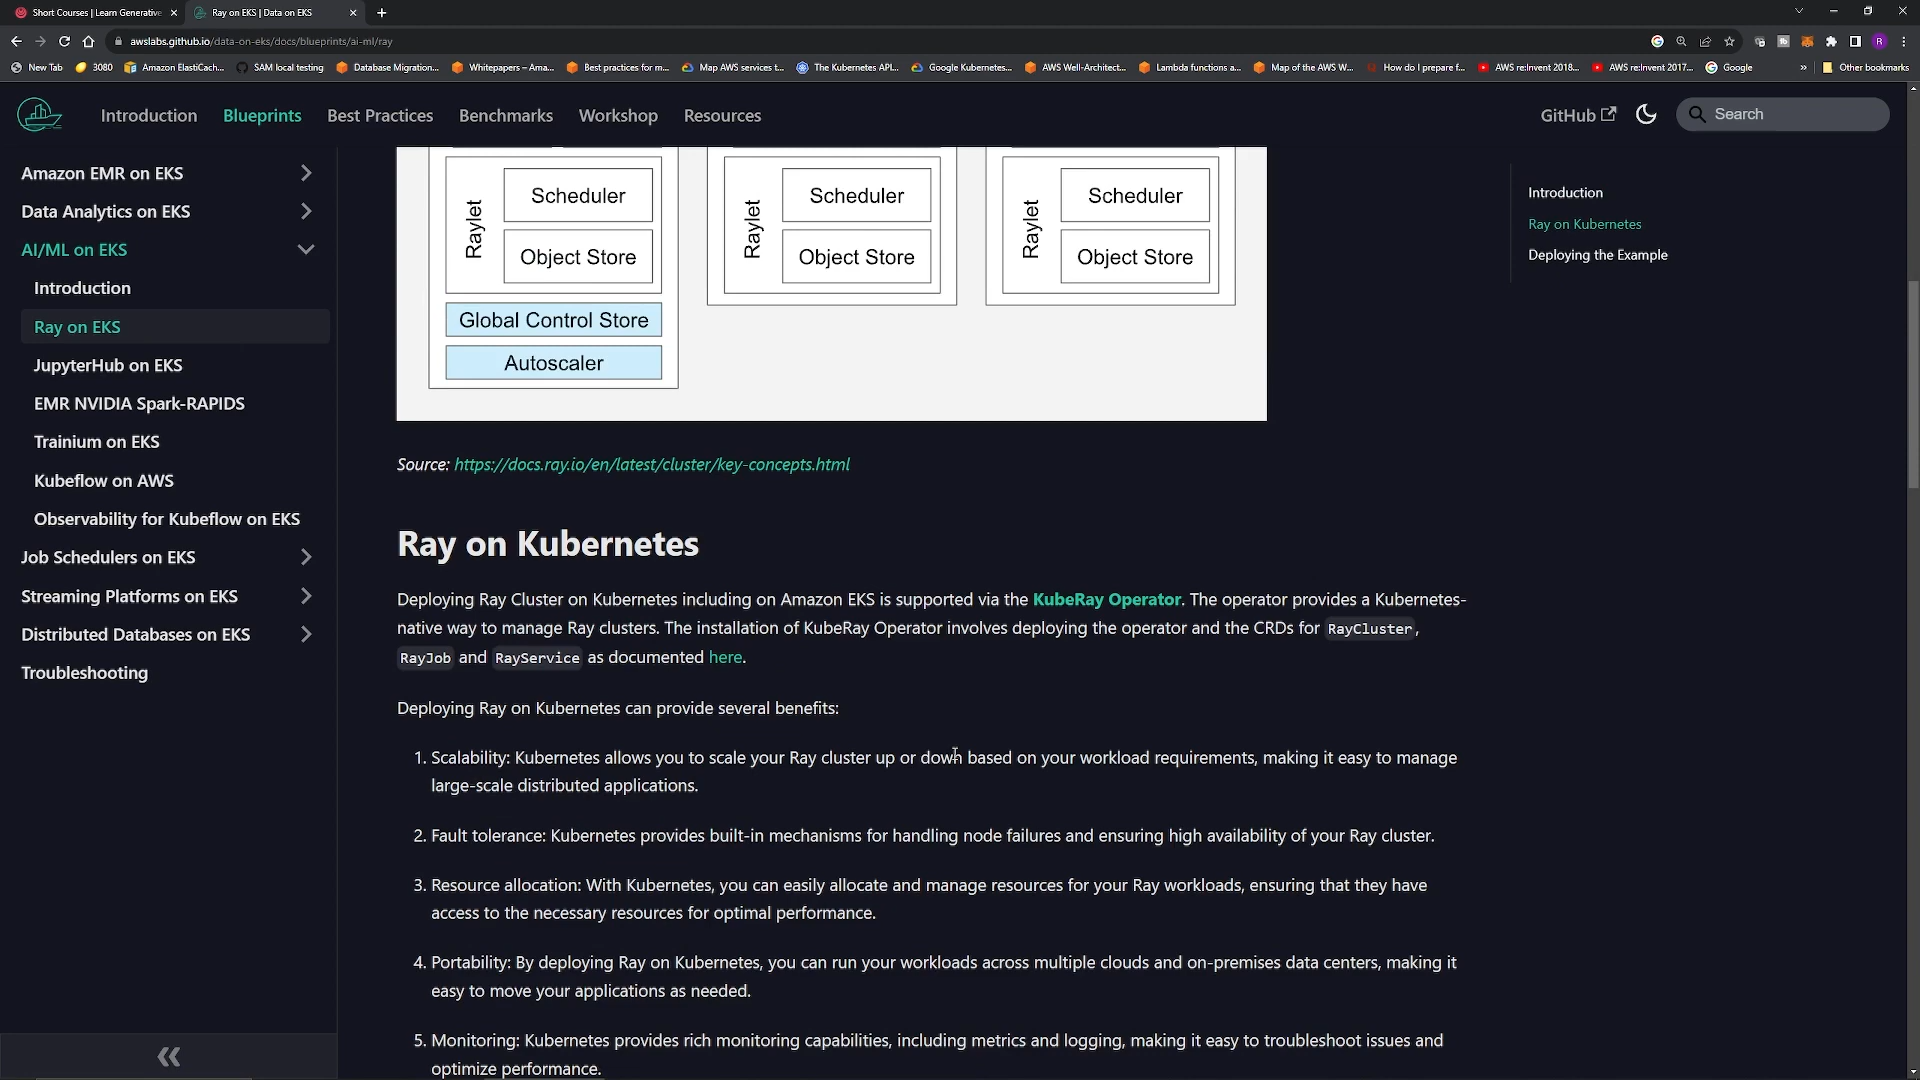 Short Courses | Learn Generative
Ray on EKS | Data on EKS
awslabs.github.io/data-on-eks/docs/blueprints/ai-ml/ray
R
New Tab
3080
Amazon ElastiCach...
SAM local testing
Database Migration...
Whitepapers – Ama...
Best practices for m...
Map AWS services t...
The Kubernetes API...
Google Kubernetes...
AWS Well-Architect...
Lambda functions a...
Map of the AWS W...
How do I prepare f...
AWS re:Invent 2018...
AWS re:Invent 2017...
Google
»
Other bookmarks
Introduction
Blueprints
Best Practices
Benchmarks
Workshop
Resources
GitHub
Search
Amazon EMR on EKS
Data Analytics on EKS
AI/ML on EKS
Introduction
Ray on EKS
JupyterHub on EKS
EMR NVIDIA Spark-RAPIDS
Trainium on EKS
Kubeflow on AWS
Observability for Kubeflow on EKS
Job Schedulers on EKS
Streaming Platforms on EKS
Distributed Databases on EKS
Troubleshooting
Raylet
Scheduler
Object Store
Global Control Store
Autoscaler
Raylet
Scheduler
Object Store
Raylet
Scheduler
Object Store
Source: https://docs.ray.io/en/latest/cluster/key-concepts.html
Ray on Kubernetes
Deploying Ray Cluster on Kubernetes including on Amazon EKS is supported via the KubeRay Operator. The operator provides a Kubernetes-
native way to manage Ray clusters. The installation of KubeRay Operator involves deploying the operator and the CRDs for RayCluster,
RayJob and RayService as documented here.
Deploying Ray on Kubernetes can provide several benefits:
1. Scalability: Kubernetes allows you to scale your Ray cluster up or down based on your workload requirements, making it easy to manage
large-scale distributed applications.
2. Fault tolerance: Kubernetes provides built-in mechanisms for handling node failures and ensuring high availability of your Ray cluster.
3. Resource allocation: With Kubernetes, you can easily allocate and manage resources for your Ray workloads, ensuring that they have
access to the necessary resources for optimal performance.
4. Portability: By deploying Ray on Kubernetes, you can run your workloads across multiple clouds and on-premises data centers, making it
easy to move your applications as needed.
5. Monitoring: Kubernetes provides rich monitoring capabilities, including metrics and logging, making it easy to troubleshoot issues and
optimize performance.
Introduction
Ray on Kubernetes
Deploying the Example